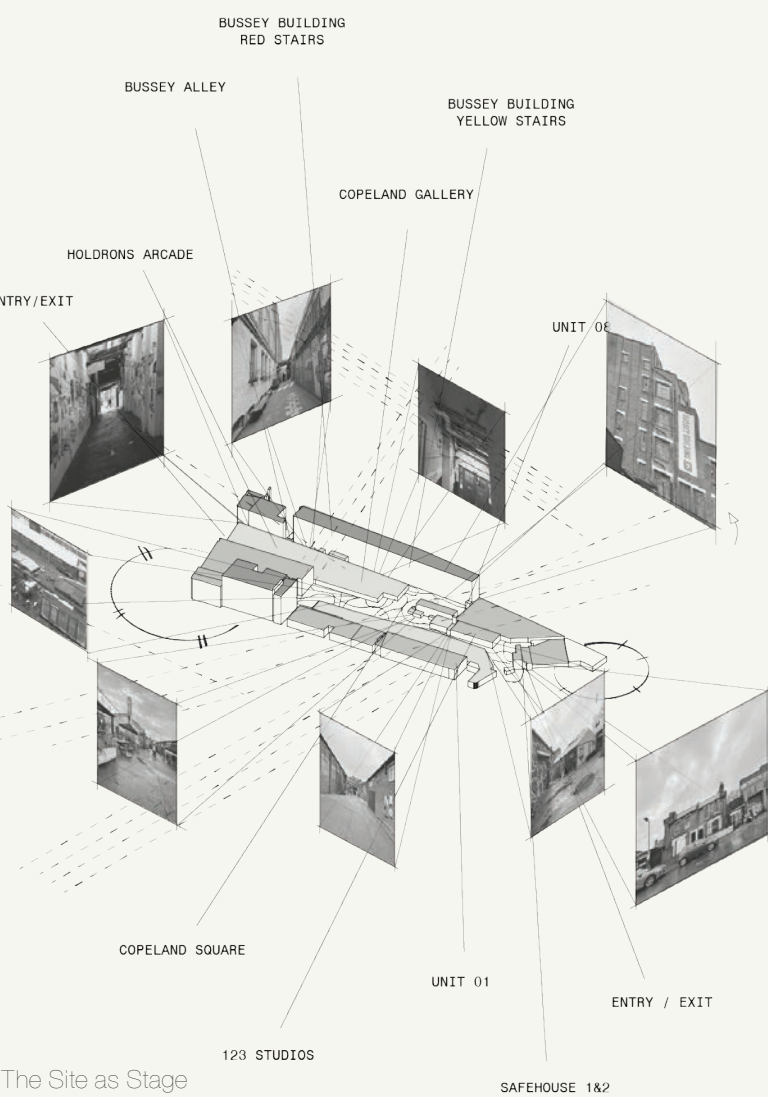 BUSSEY BUILDING
RED STAIRS
BUSSEY ALLEY
BUSSEY BUILDING
YELLOW STAIRS
COPELAND GALLERY
HOLDRONS ARCADE
NTRY/EXIT
UNIT 08
COPELAND SQUARE
UNIT 01
ENTRY / EXIT
123 STUDIOS
The Site as Stage
SAFEHOUSE 1&2